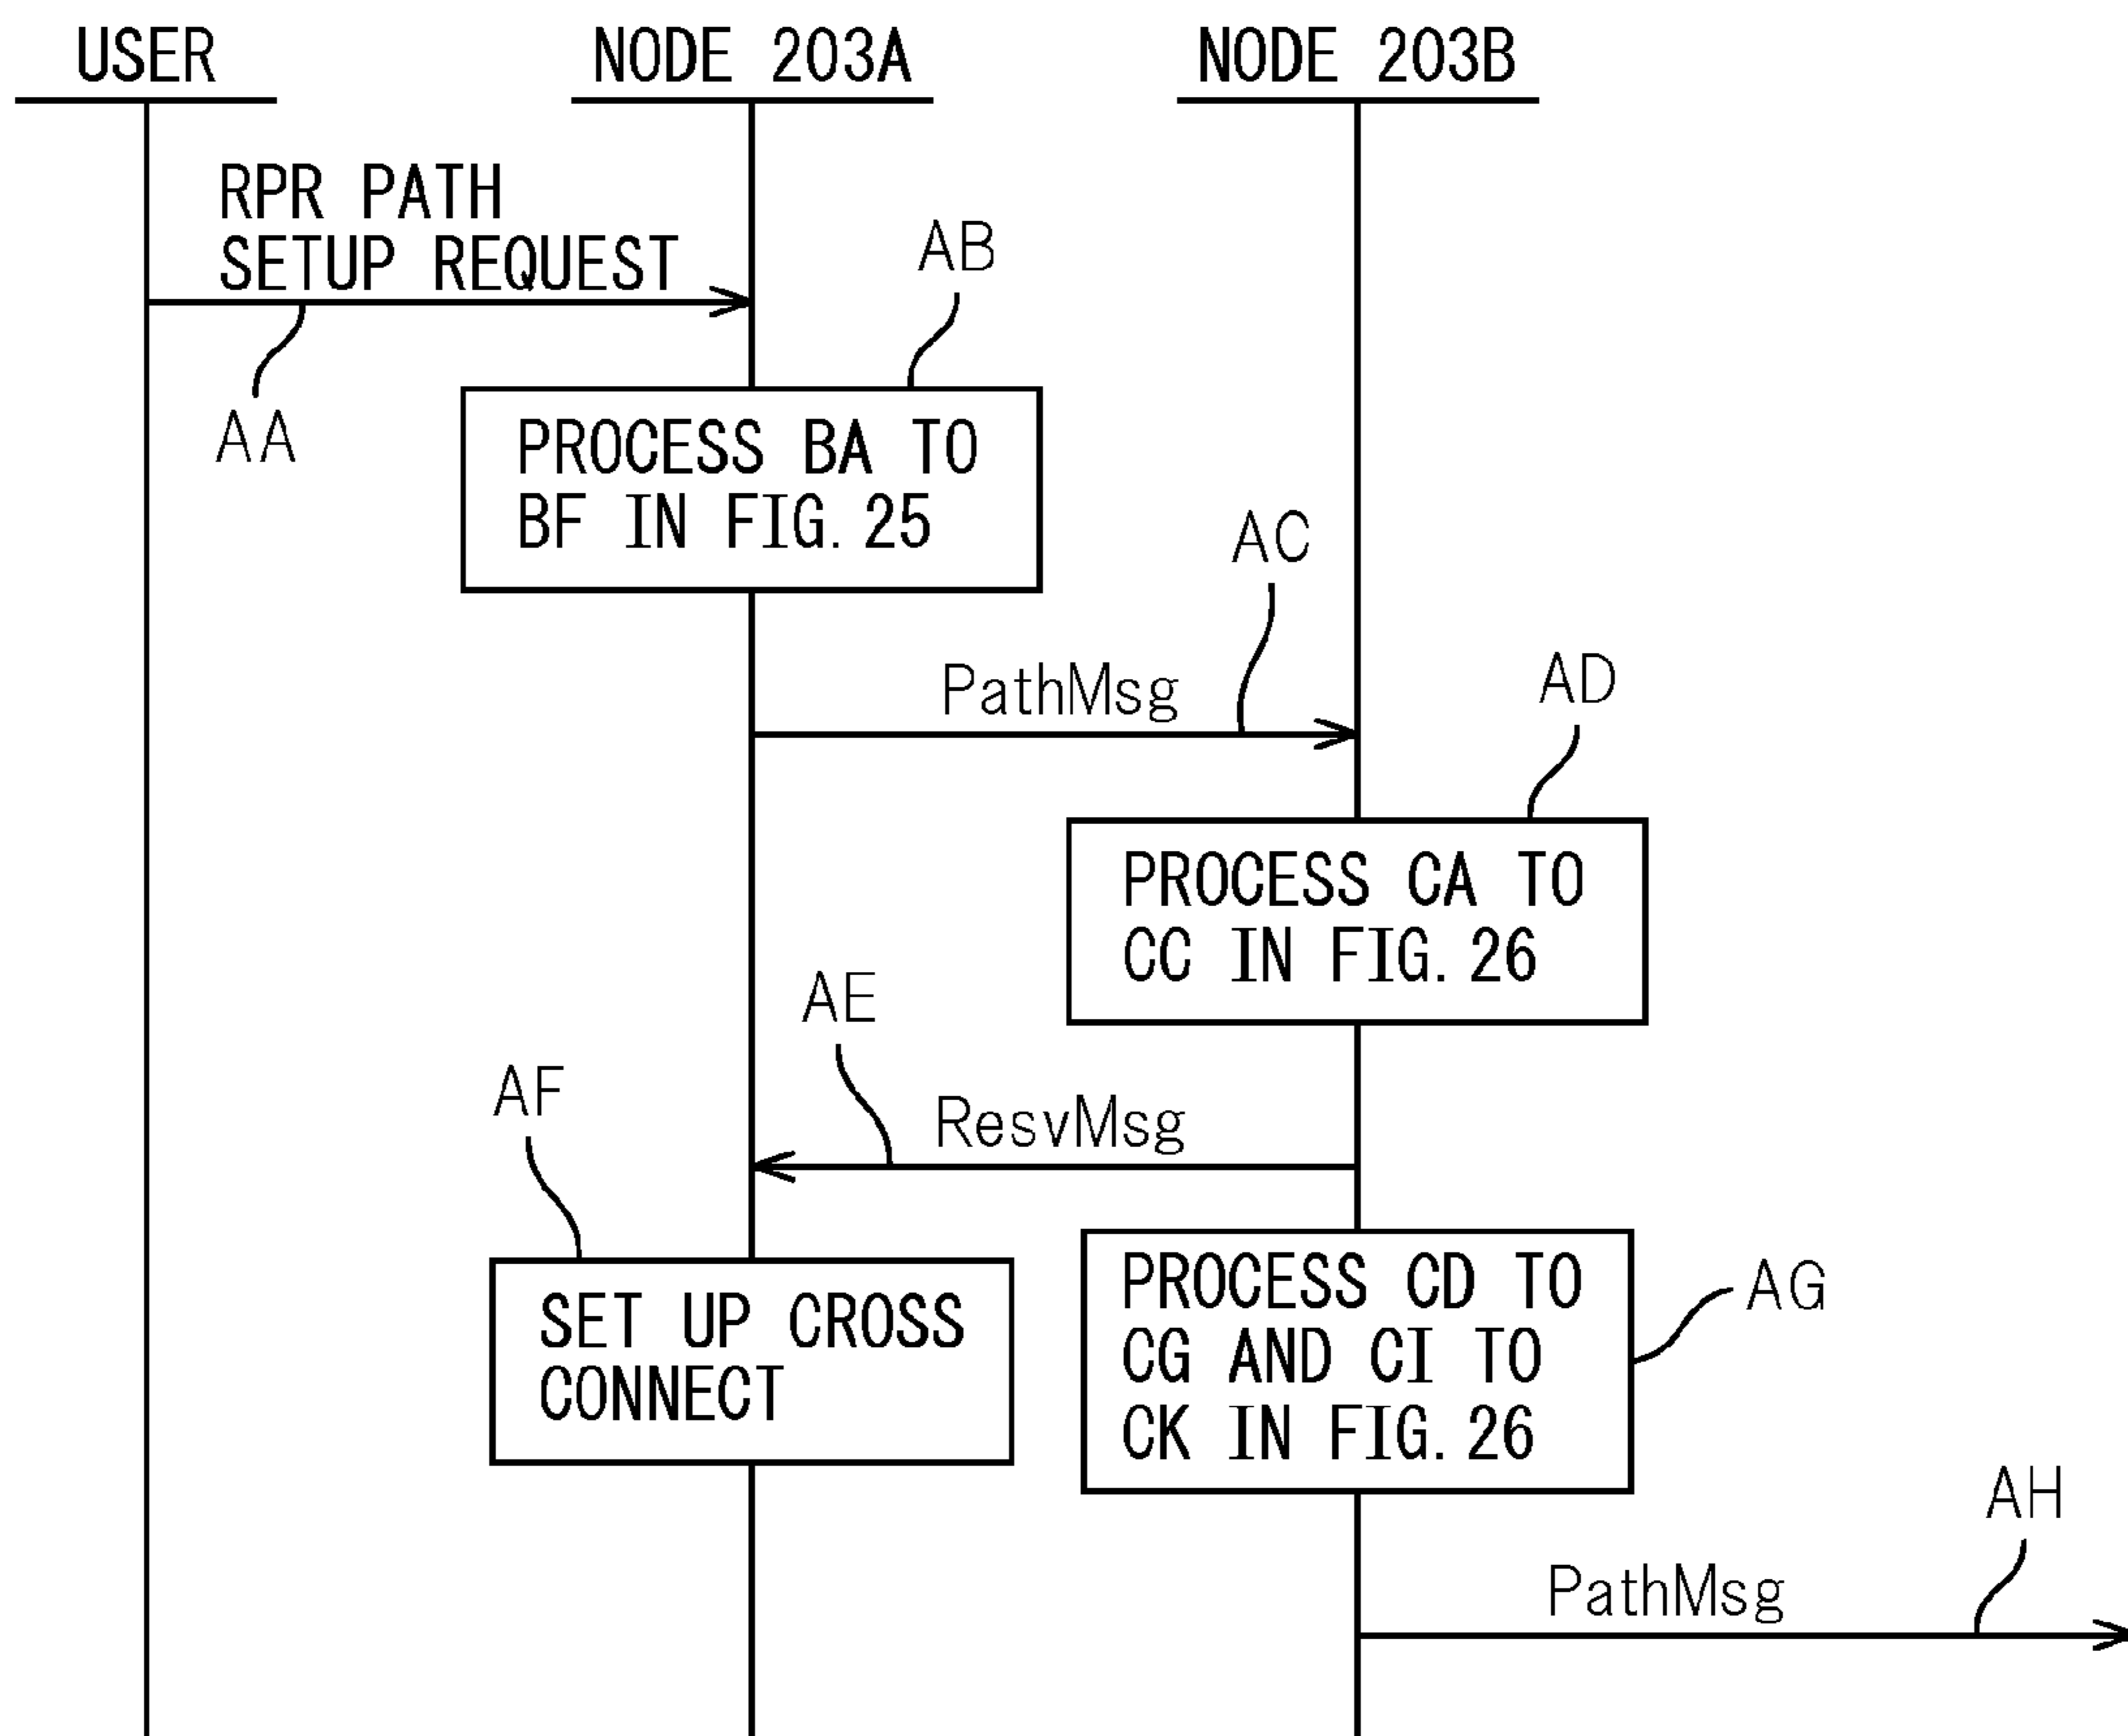 USER
NODE 203A
NODE 203B
RPR PATH
SETUP REQUEST
AA
AB
PROCESS BA TO
BF IN FIG. 25
AC
PathMsg
AD
PROCESS CA TO
CC IN FIG. 26
AE
ResvMsg
AF
SET UP CROSS
CONNECT
PROCESS CD TO
CG AND CI TO
CK IN FIG. 26
AG
AH
PathMsg